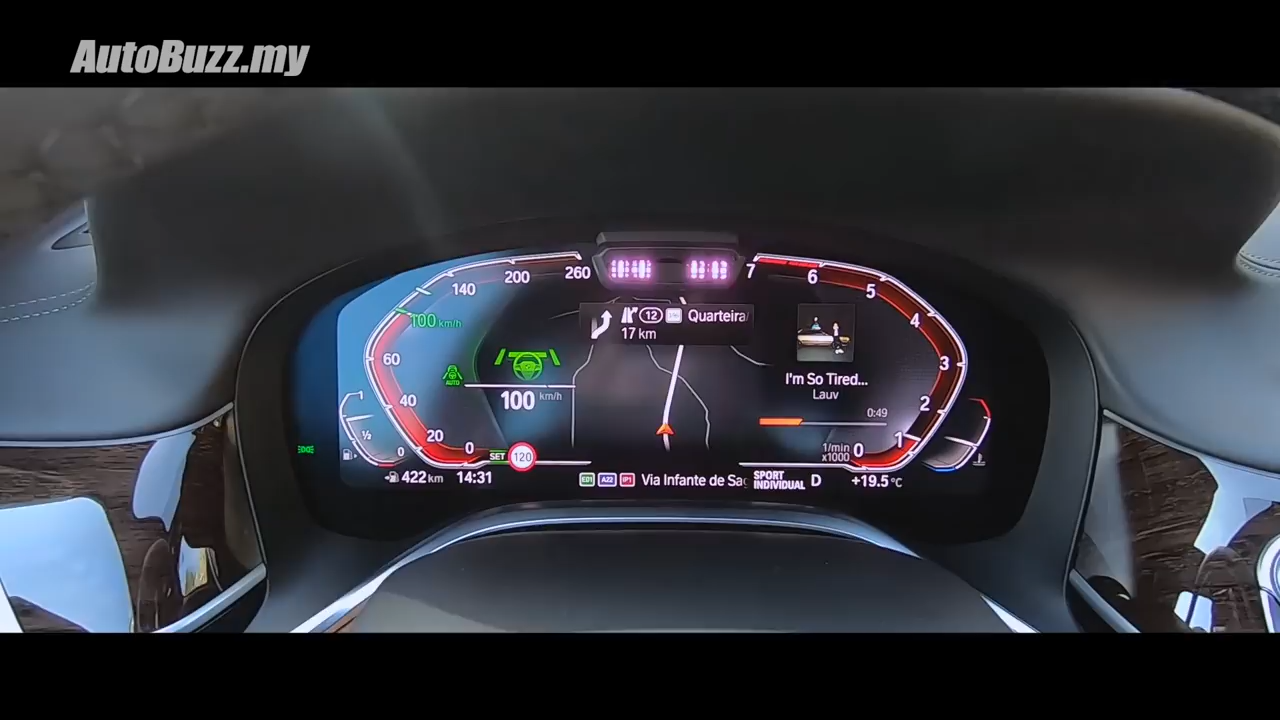 AutoBuzz.my
260
200
140
100 km/h
60
40
20
0
7
6
5
4
3
2
1
0
12
Quarteira
17 km
AUTO
100 km/h
SET 120
I'm So Tired...
Lauv
0:49
1/min
x1000
1
½
0
422 km 14:31
A22 IP1 Via Infante de Sag
SPORT
INDIVIDUAL D
+19.5 °C